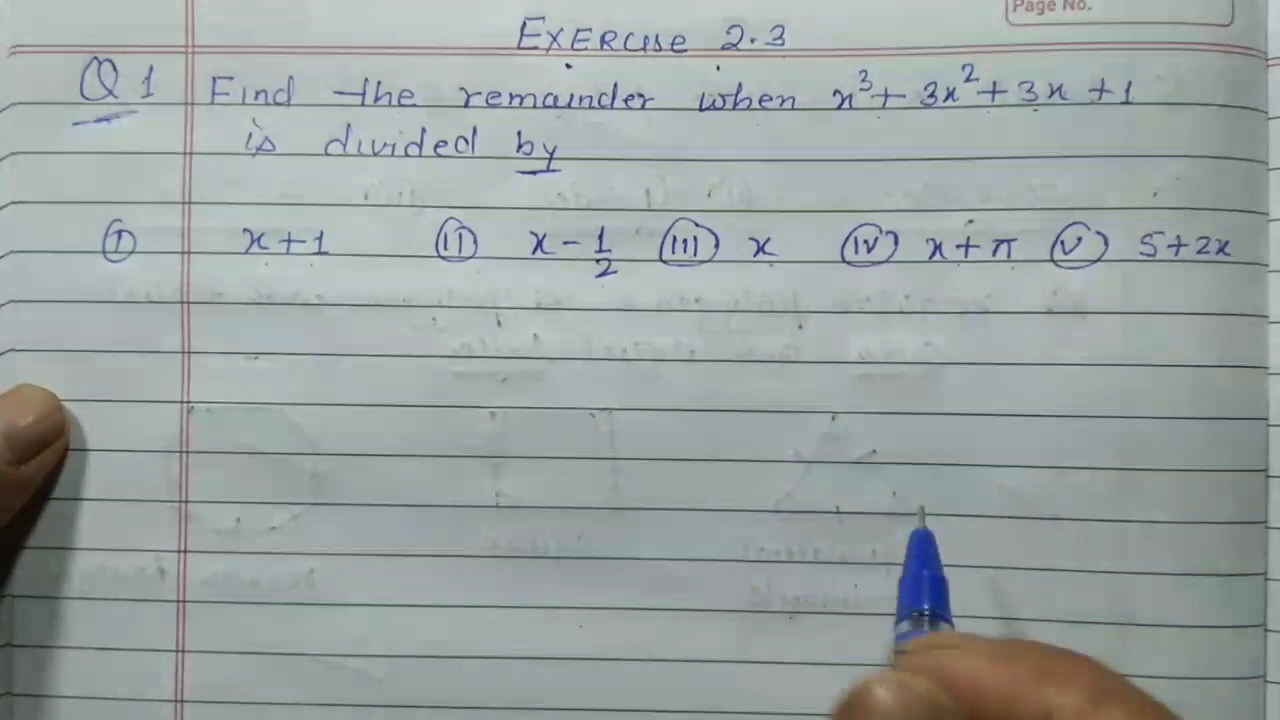 Page No.
EXERCISE 2.3
Q 1 Find the remainder when x³ + 3x² + 3x + 1
is divided by
(I) x + 1 (II) x - 1/2 (III) x (IV) x + π (V) 5 + 2x